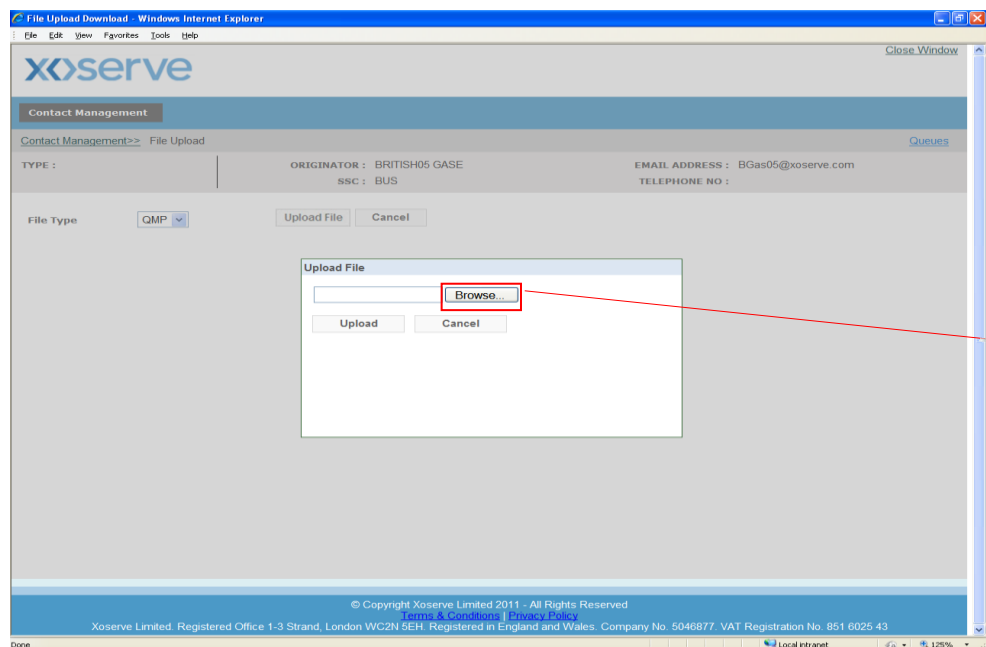 File Upload Download - Windows Internet Explorer
File Edit View Favorites Tools Help
Close Window
xoserve
Contact Management
Contact Management>> File Upload Queues
TYPE : ORIGINATOR : BRITISH05 GASE EMAIL ADDRESS : BGas05@xoserve.com
SSC : BUS TELEPHONE NO :
File Type QMP Upload File Cancel
Upload File
Browse...
Upload Cancel
© Copyright Xoserve Limited 2011 - All Rights Reserved
Terms & Conditions | Privacy Policy
Xoserve Limited. Registered Office 1-3 Strand, London WC2N 5EH. Registered in England and Wales. Company No. 5046877. VAT Registration No. 851 6025 43
Done Local intranet 125%